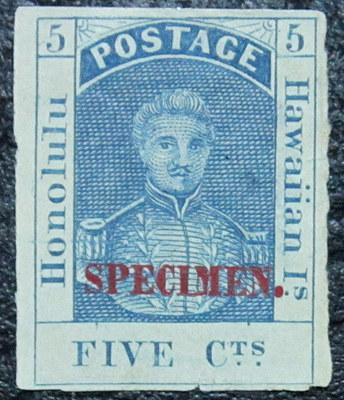 5 POSTAGE 5
Honolulu
Hawaiian Is.
SPECIMEN.
FIVE Cts